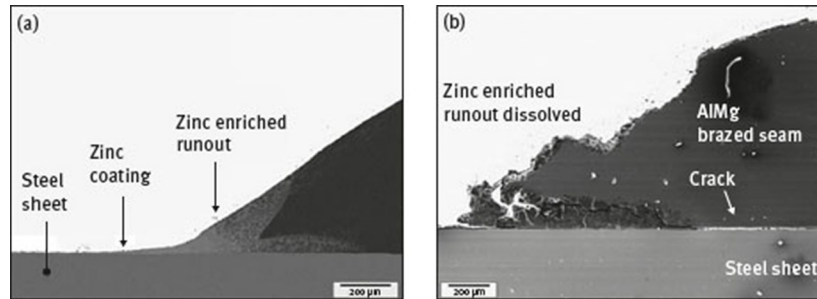 (a)
Zinc enriched
runout
Zinc
coating
Steel
sheet
200 µm
(b)
Zinc enriched
runout dissolved
AlMg
brazed seam
Crack
Steel sheet
200 µm